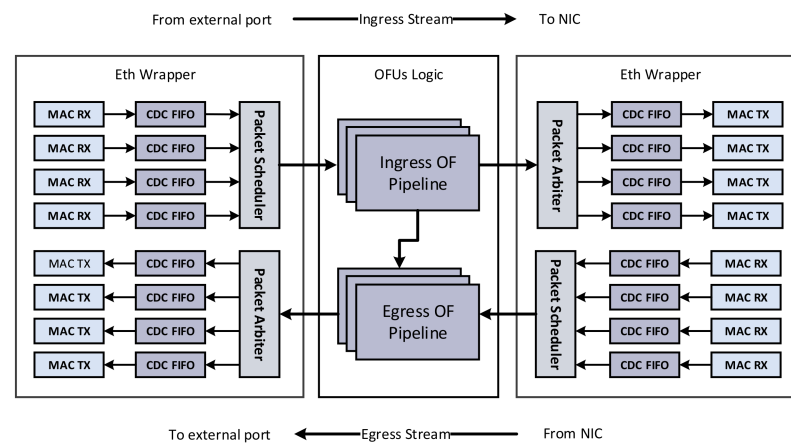 From external port Ingress Stream To NIC
Eth Wrapper OFUs Logic Eth Wrapper
MAC RX CDC FIFO CDC FIFO MAC TX
MAC RX CDC FIFO CDC FIFO MAC TX
MAC RX CDC FIFO CDC FIFO MAC TX
MAC RX CDC FIFO CDC FIFO MAC TX
Packet Scheduler
Ingress OF
Pipeline
Packet Arbiter
MAC TX CDC FIFO CDC FIFO MAC RX
MAC TX CDC FIFO CDC FIFO MAC RX
MAC TX CDC FIFO CDC FIFO MAC RX
MAC TX CDC FIFO CDC FIFO MAC RX
Packet Arbiter
Egress OF
Pipeline
Packet Scheduler
To external port Egress Stream From NIC